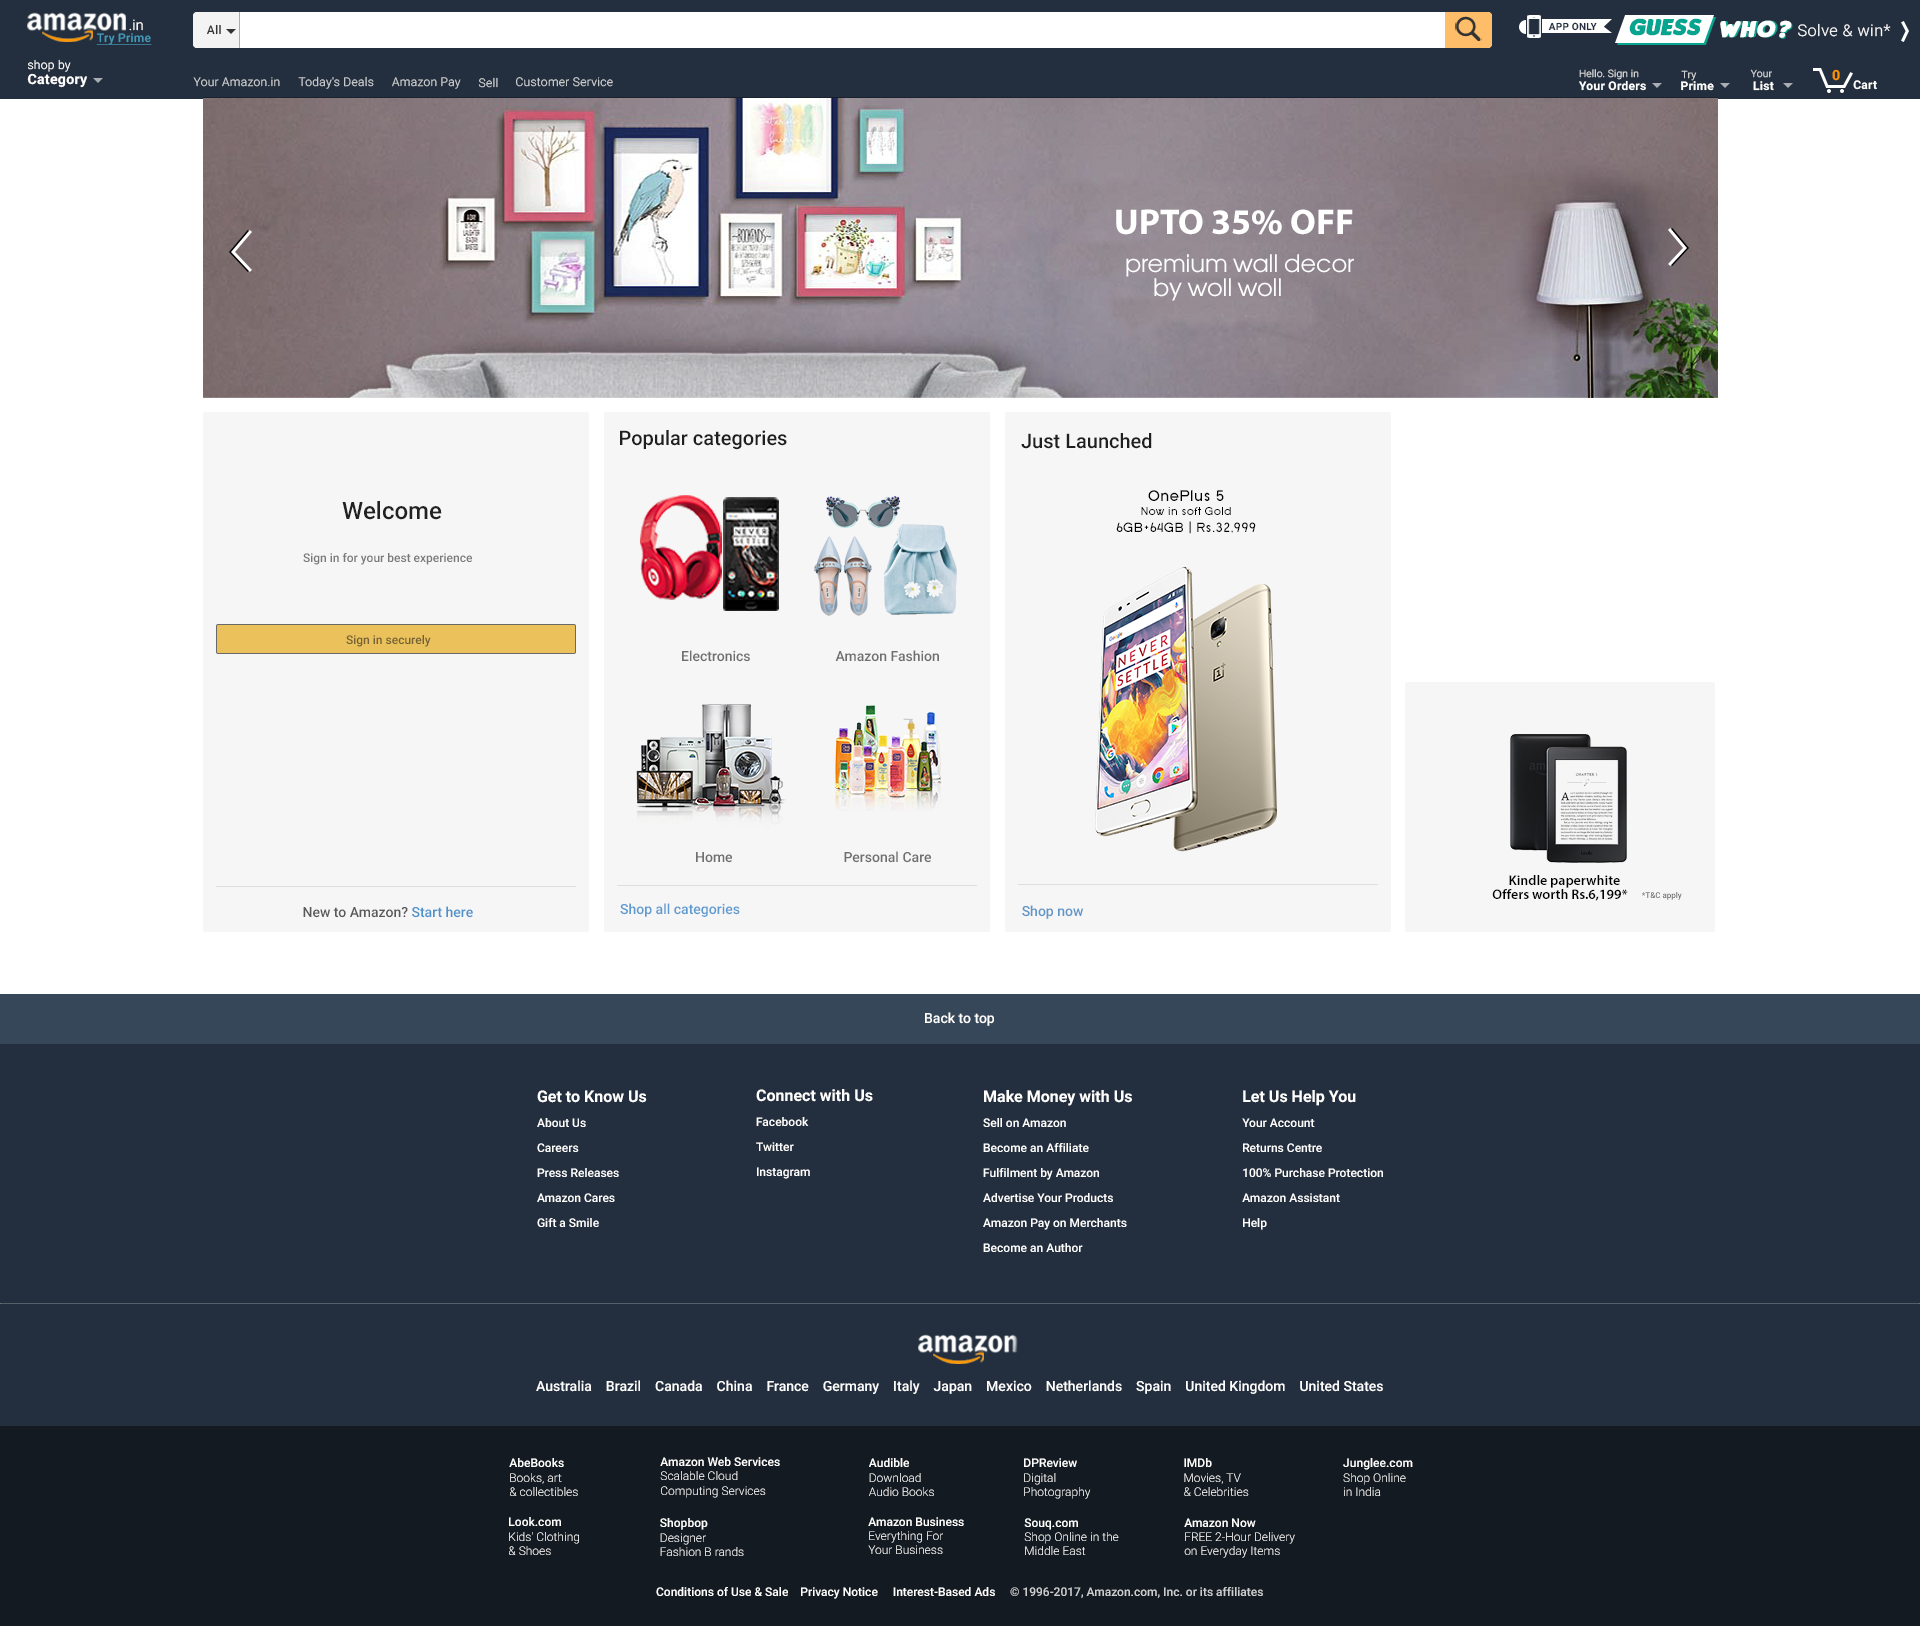 amazon.in
Try Prime
All
APP ONLY
GUESS WHO? Solve & win*
shop by
Category
Your Amazon.in
Today's Deals
Amazon Pay
Sell
Customer Service
Hello. Sign in
Your Orders
Try
Prime
Your
List
0
Cart
BOOKENDS
UPTO 35% OFF
premium wall decor
by woll woll
Welcome
Sign in for your best experience
Sign in securely
New to Amazon? Start here
Popular categories
NEVER
SETTLE
Electronics
Amazon Fashion
Home
Personal Care
Shop all categories
Just Launched
OnePlus 5
Now in soft Gold
6GB+64GB | Rs.32,999
Google
NEVER
SETTLE
Shop now
CHAPTER I
Kindle paperwhite
Offers worth Rs.6,199*
*T&C apply
Back to top
Get to Know Us
About Us
Careers
Press Releases
Amazon Cares
Gift a Smile
Connect with Us
Facebook
Twitter
Instagram
Make Money with Us
Sell on Amazon
Become an Affiliate
Fulfilment by Amazon
Advertise Your Products
Amazon Pay on Merchants
Become an Author
Let Us Help You
Your Account
Returns Centre
100% Purchase Protection
Amazon Assistant
Help
amazon
Australia Brazil Canada China France Germany Italy Japan Mexico Netherlands Spain United Kingdom United States
AbeBooks
Books, art
& collectibles
Amazon Web Services
Scalable Cloud
Computing Services
Audible
Download
Audio Books
DPReview
Digital
Photography
IMDb
Movies, TV
& Celebrities
Junglee.com
Shop Online
in India
Look.com
Kids' Clothing
& Shoes
Shopbop
Designer
Fashion B rands
Amazon Business
Everything For
Your Business
Souq.com
Shop Online in the
Middle East
Amazon Now
FREE 2-Hour Delivery
on Everyday Items
Conditions of Use & Sale Privacy Notice Interest-Based Ads © 1996-2017, Amazon.com, Inc. or its affiliates